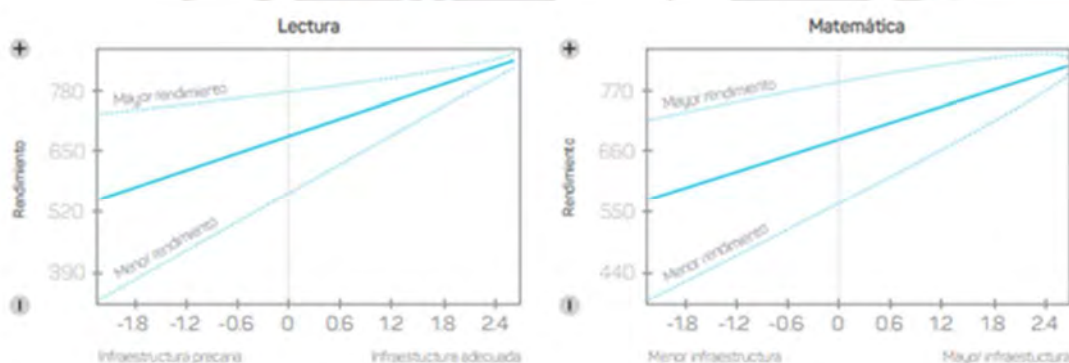 Lectura
Matemática
+
780
650
520
390
-
Rendimiento
Mayor rendimiento
Menor rendimiento
-1.8 -1.2 -0.6 0 0.6 1.2 1.8 2.4
Infraestructura precaria
Infraestuctura adecuada
+
770
660
550
440
-
Rendimiento
Mayor rendimiento
Menor rendimiento
-1.8 -1.2 -0.6 0 0.6 1.2 1.8 2.4
Menor infraestructura
Mayor infraestructura